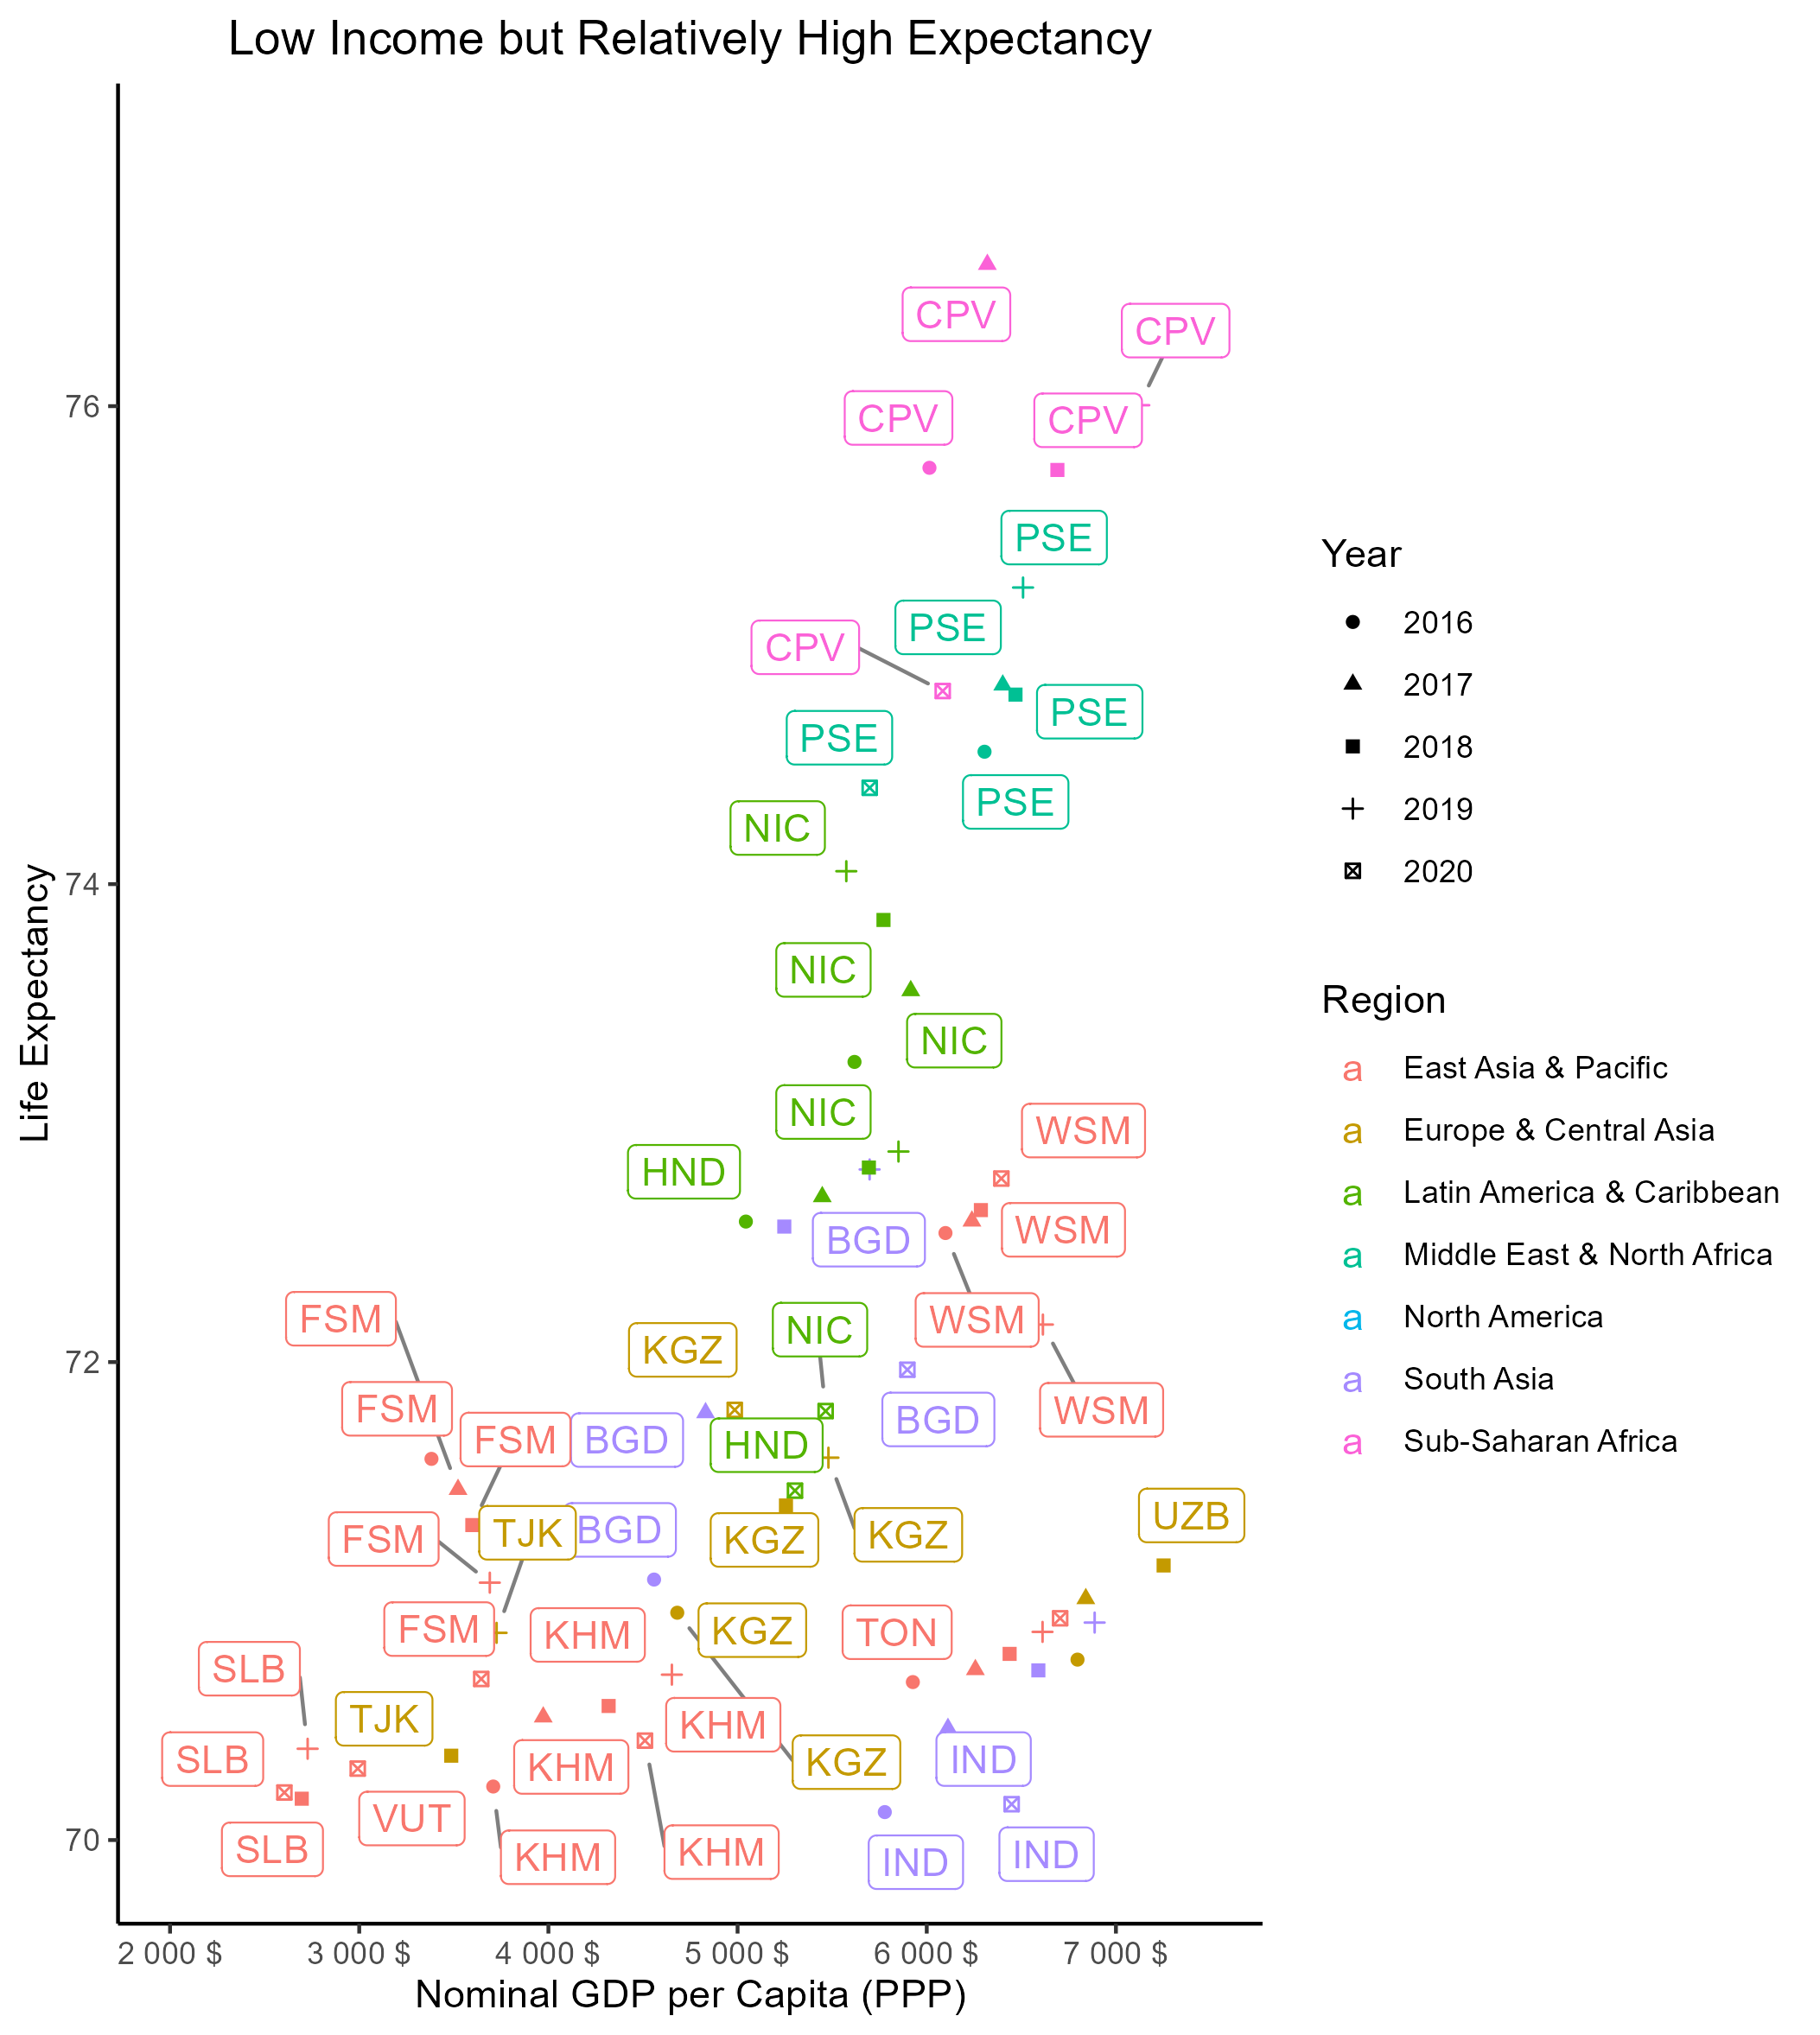 Low Income but Relatively High Expectancy
CPV
CPV
CPV
CPV
76
PSE
PSE
CPV
PSE
PSE
PSE
NIC
74
NIC
NIC
NIC
WSM
HND
WSM
BGD
FSM
WSM
NIC
KGZ
72
FSM
WSM
BGD
FSM
BGD
HND
UZB
FSM
TJK
BGD
KGZ
KGZ
FSM
KHM
KGZ
TON
SLB
TJK
KHM
SLB
KHM
KGZ
IND
VUT
70
SLB
KHM
KHM
IND
IND
2 000 $
3 000 $
4 000 $
5 000 $
6 000 $
7 000 $
Nominal GDP per Capita (PPP)
Life Expectancy
Year
2016
2017
2018
2019
2020
Region
a East Asia & Pacific
a Europe & Central Asia
a Latin America & Caribbean
a Middle East & North Africa
a North America
a South Asia
a Sub-Saharan Africa